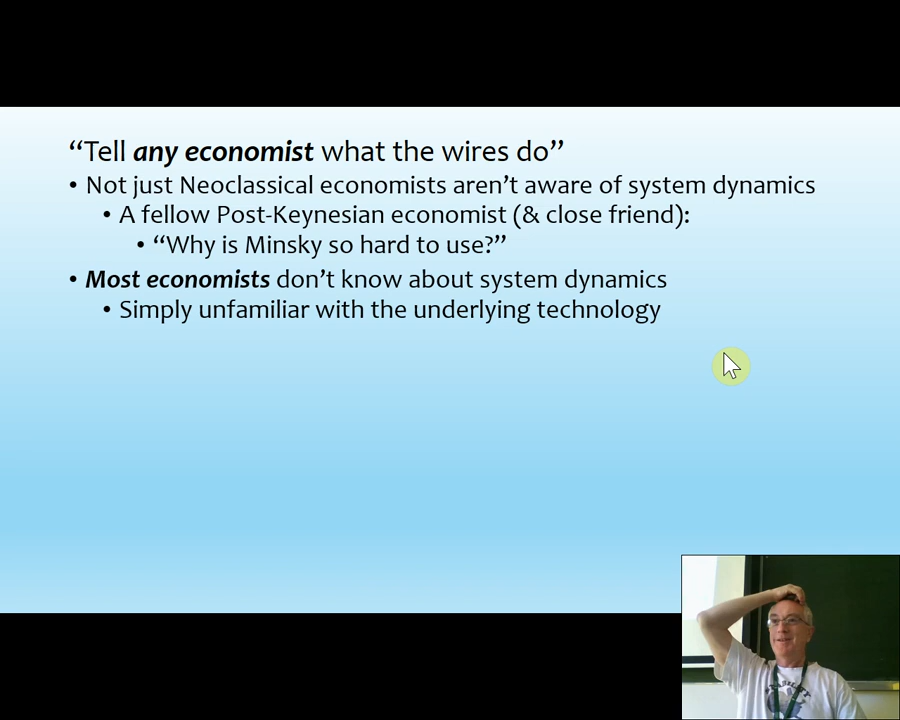 “Tell any economist what the wires do”
• Not just Neoclassical economists aren’t aware of system dynamics
• A fellow Post-Keynesian economist (& close friend):
• “Why is Minsky so hard to use?”
• Most economists don’t know about system dynamics
• Simply unfamiliar with the underlying technology